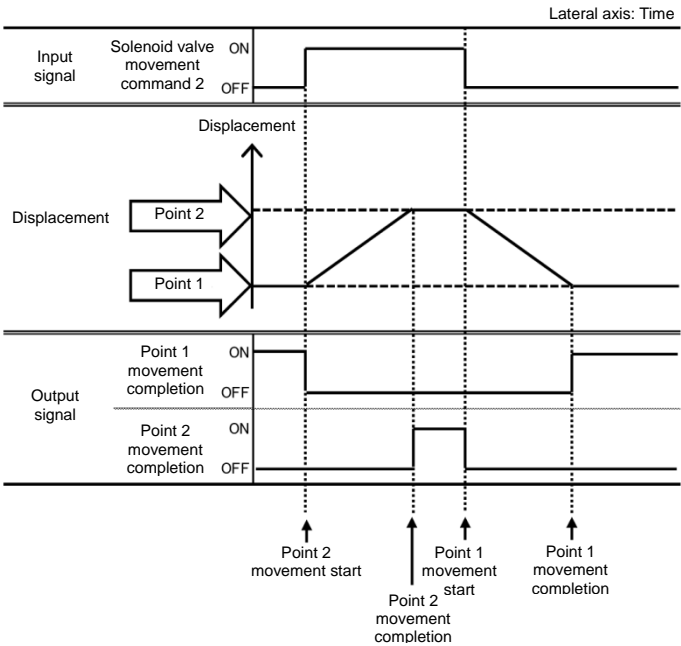 Lateral axis: Time
Input
signal
Solenoid valve
movement
command 2
ON
OFF
Displacement
Displacement
Point 2
Point 1
Output
signal
Point 1
movement
completion
ON
OFF
Point 2
movement
completion
ON
OFF
Point 2
movement start
Point 2
movement
completion
Point 1
movement
start
Point 1
movement
completion